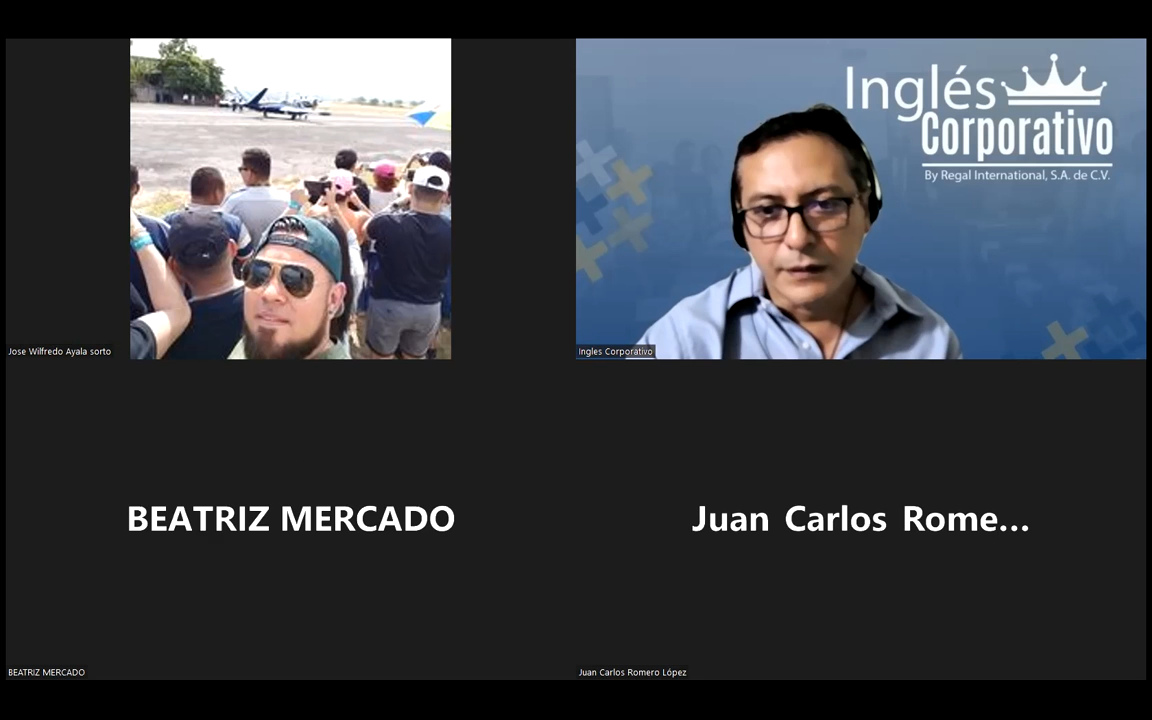 Inglés
Corporativo
By Regal International, S.A. de C.V.
Jose Wilfredo Ayala sorto
Ingles Corporativo
BEATRIZ MERCADO
Juan Carlos Rome...
BEATRIZ MERCADO
Juan Carlos Romero López